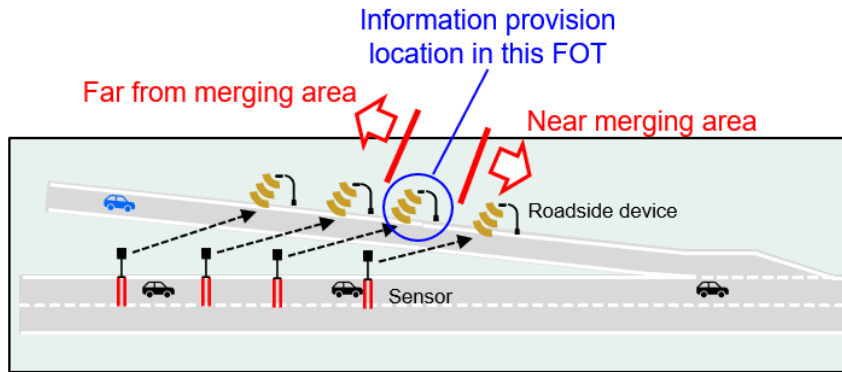 Information provision
location in this FOT
Far from merging area
Near merging area
Roadside device
Sensor